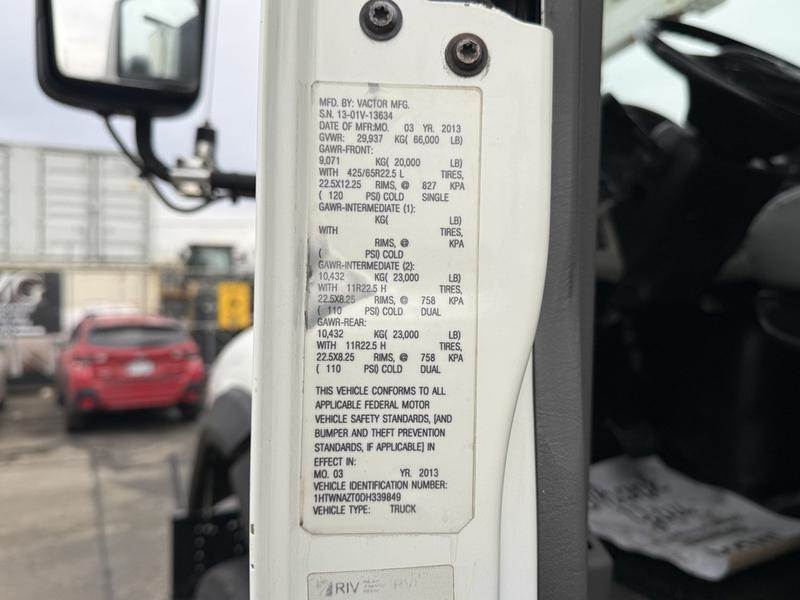 MFD. BY: VACTOR MFG.
S.N. 13-01V-13634
DATE OF MFR:MO. 03 YR. 2013
GVWR: 29,937 KG( 66,000 LB)
GAWR-FRONT:
9,071 KG( 20,000 LB)
WITH 425/65R22.5 L TIRES,
22.5X12.25 RIMS, @ 827 KPA
( 120 PSI) COLD SINGLE
GAWR-INTERMEDIATE (1):
KG( LB)
WITH TIRES,
RIMS, @ KPA
( PSI) COLD
GAWR-INTERMEDIATE (2):
10,432 KG( 23,000 LB)
WITH 11R22.5 H TIRES,
22.5X8.25 RIMS, @ 758 KPA
( 110 PSI) COLD DUAL
GAWR-REAR:
10,432 KG( 23,000 LB)
WITH 11R22.5 H TIRES,
22.5X8.25 RIMS, @ 758 KPA
( 110 PSI) COLD DUAL
THIS VEHICLE CONFORMS TO ALL
APPLICABLE FEDERAL MOTOR
VEHICLE SAFETY STANDARDS, [AND
BUMPER AND THEFT PREVENTION
STANDARDS, IF APPLICABLE] IN
EFFECT IN:
MO. 03 YR. 2013
VEHICLE IDENTIFICATION NUMBER:
1HTWNAZT0DH339849
VEHICLE TYPE: TRUCK
RIV